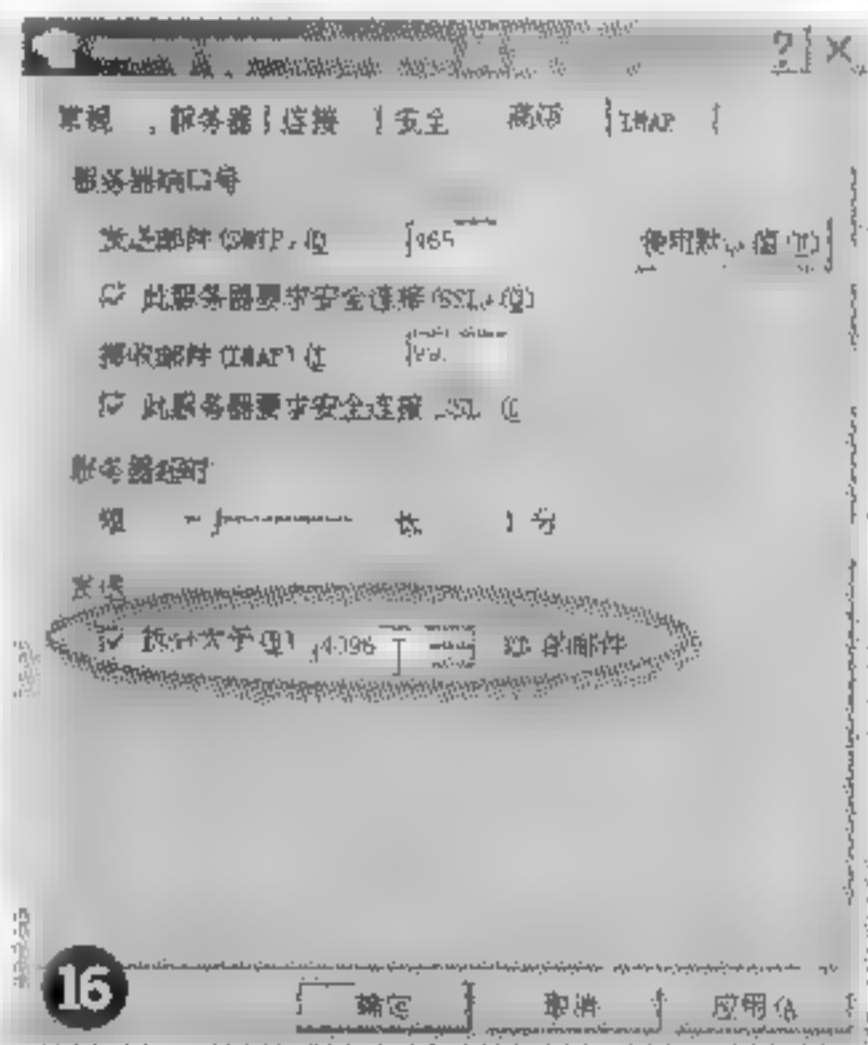 ? ×
常规 服务器 连接 安全 高级 IMAP
服务器端口号
发送邮件(SMTP) 465 使用默认值(U)
此服务器要求安全连接(SSL)(Q)
接收邮件(IMAP)(I
此服务器要求安全连接 SSL (C
服务器超时
短 长 1 分
发送
大于(B) 4096 KB 的邮件
16
确定 取消 应用(A